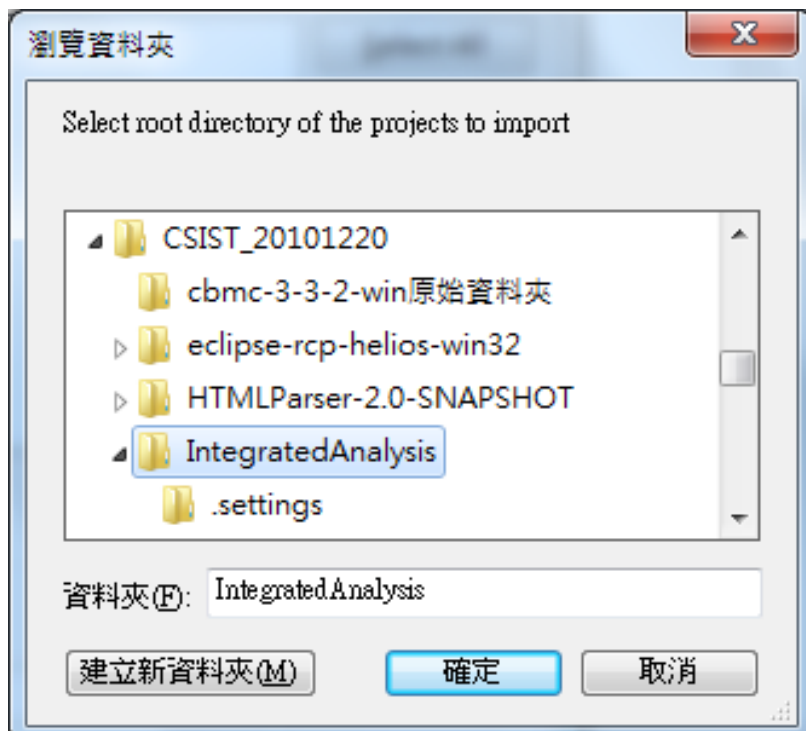 瀏覽資料夾
Select root directory of the projects to import
CSIST_20101220
cbmc-3-3-2-win原始資料夾
eclipse-rcp-helios-win32
HTMLParser-2.0-SNAPSHOT
IntegratedAnalysis
.settings
資料夾(F): IntegratedAnalysis
建立新資料夾(M) 確定 取消